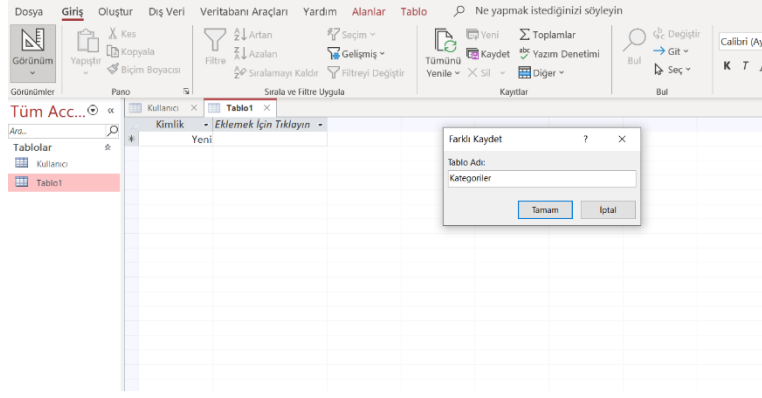 Dosya Giriş Oluştur Dış Veri Veritabanı Araçları Yardım Alanlar Tablo Ne yapmak istediğinizi söyleyin
Görünüm
Yapıştır
Kes
Kopyala
Biçim Boyacısı
Filtre
Artan
Azalan
Sıralamayı Kaldır
Seçim
Gelişmiş
Filtreyi Değiştir
Tümünü
Yenile
Yeni
Kaydet
Sil
Toplamlar
Yazım Denetimi
Diğer
Bul
Değiştir
Git
Seç
Calibri (Ay
K T
Görünümler Pano Sırala ve Filtre Uygula Kayıtlar Bul
Tüm Acc...
Ara...
Tablolar
Kullanıcı
Tablo1
Kullanıcı Tablo1
Kimlik Eklemek İçin Tıklayın
Yeni
Farklı Kaydet ?
Tablo Adı:
Kategoriler
Tamam İptal